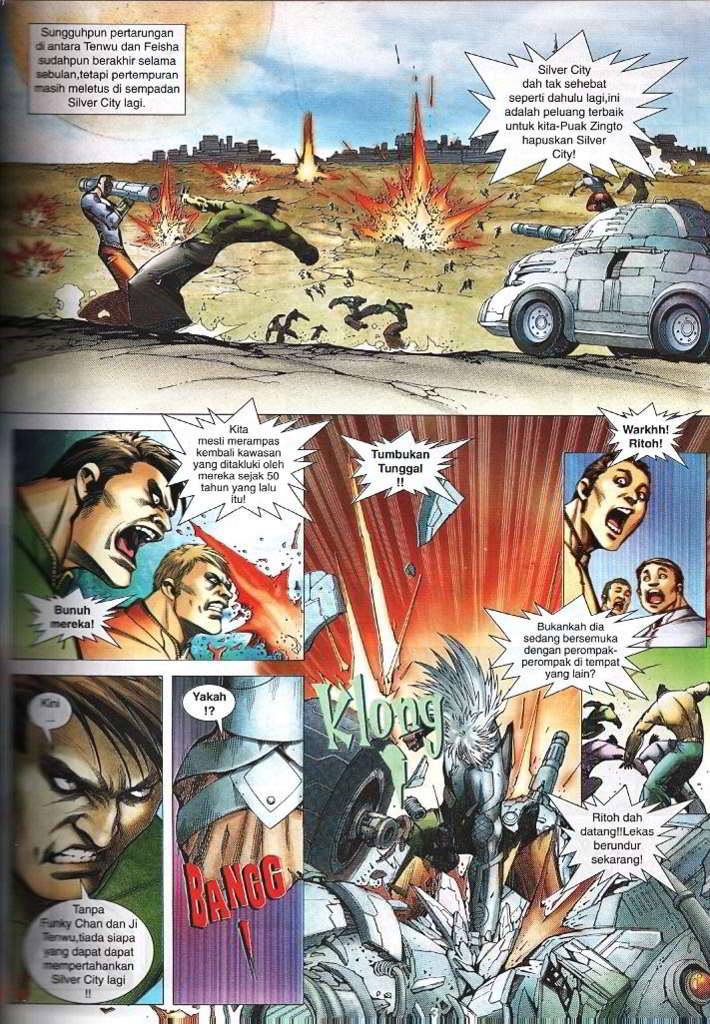 Sungguhpun pertarungan
di antara Tenwu dan Feisha
sudahpun berakhir selama
sebulan,tetapi pertempuran
masih meletus di sempadan
Silver City lagi.
Silver City
dah tak sehebat
seperti dahulu lagi,ini
adalah peluang terbaik
untuk kita-Puak Zingto
hapuskan Silver
City!
Kita
mesti merampas
kembali kawasan
yang ditakluki oleh
mereka sejak 50
tahun yang lalu
itu!
Bunuh
mereka!
Tumbukan
Tunggal
!!
Warkhh!
Ritoh!
Bukankah dia
sedang bersemuka
dengan perompak-
perompak di tempat
yang lain?
Klong
Kini
...
Tanpa
Funky Chan dan Ji
Tenwu,tiada siapa
yang dapat dapat
mempertahankan
Silver City lagi
!!
Yakah
!?
BANGG
!
Ritoh dah
datang!!Lekas
berundur
sekarang!